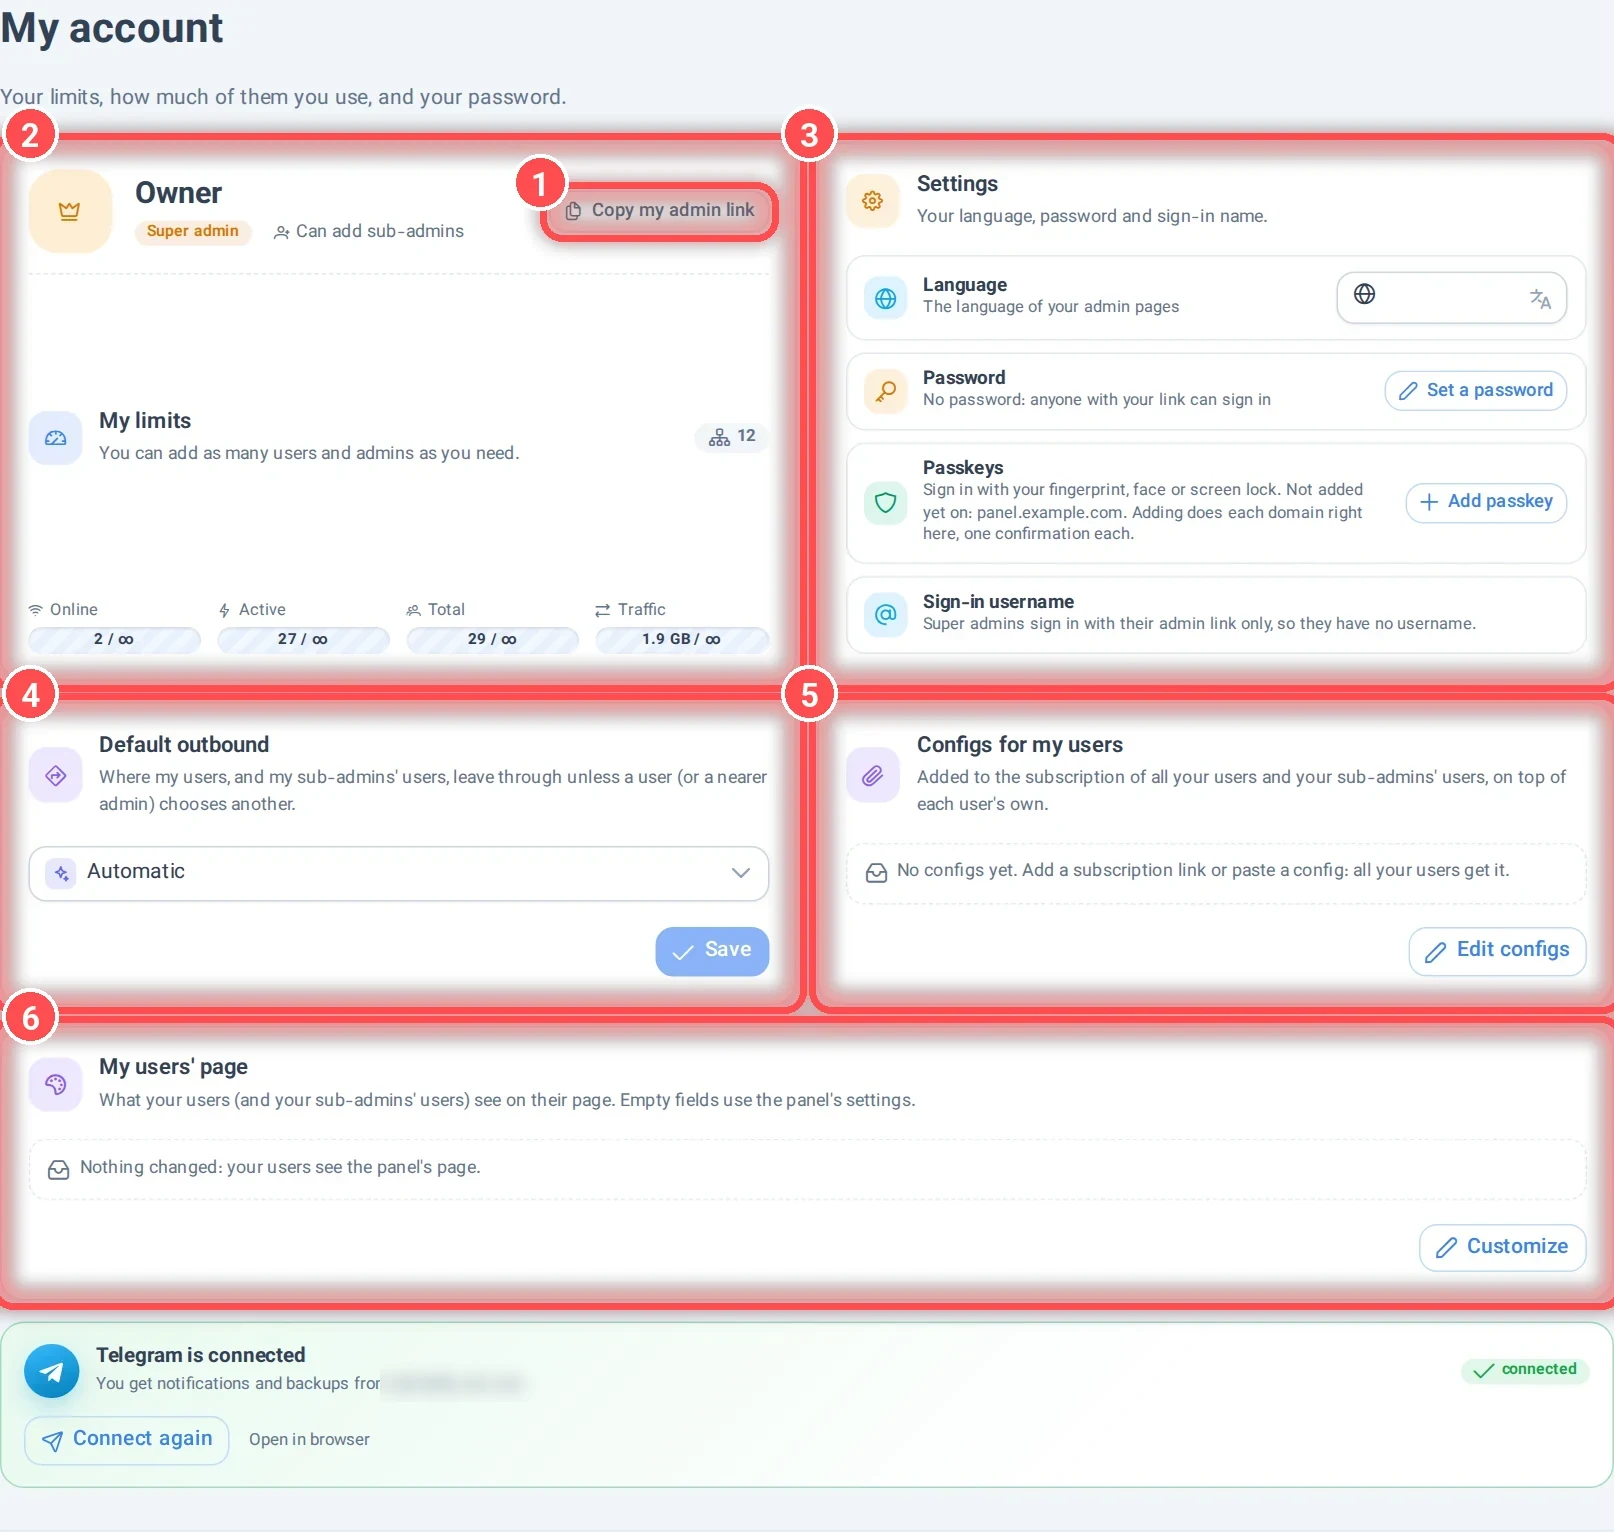 My account
Your limits, how much of them you use, and your password.
2
3
1
Owner
Super admin
Can add sub-admins
Copy my admin link
My limits
You can add as many users and admins as you need.
12
Online
Active
Total
Traffic
2 / ∞
27 / ∞
29 / ∞
1.9 GB / ∞
Settings
Your language, password and sign-in name.
Language
The language of your admin pages
Password
No password: anyone with your link can sign in
Set a password
Passkeys
Sign in with your fingerprint, face or screen lock. Not added
yet on: panel.example.com. Adding does each domain right
here, one confirmation each.
Add passkey
Sign-in username
Super admins sign in with their admin link only, so they have no username.
4
5
Default outbound
Where my users, and my sub-admins' users, leave through unless a user (or a nearer
admin) chooses another.
Automatic
Save
Configs for my users
Added to the subscription of all your users and your sub-admins' users, on top of
each user's own.
No configs yet. Add a subscription link or paste a config: all your users get it.
Edit configs
6
My users' page
What your users (and your sub-admins' users) see on their page. Empty fields use the panel's settings.
Nothing changed: your users see the panel's page.
Customize
Telegram is connected
You get notifications and backups
connected
Connect again
Open in browser